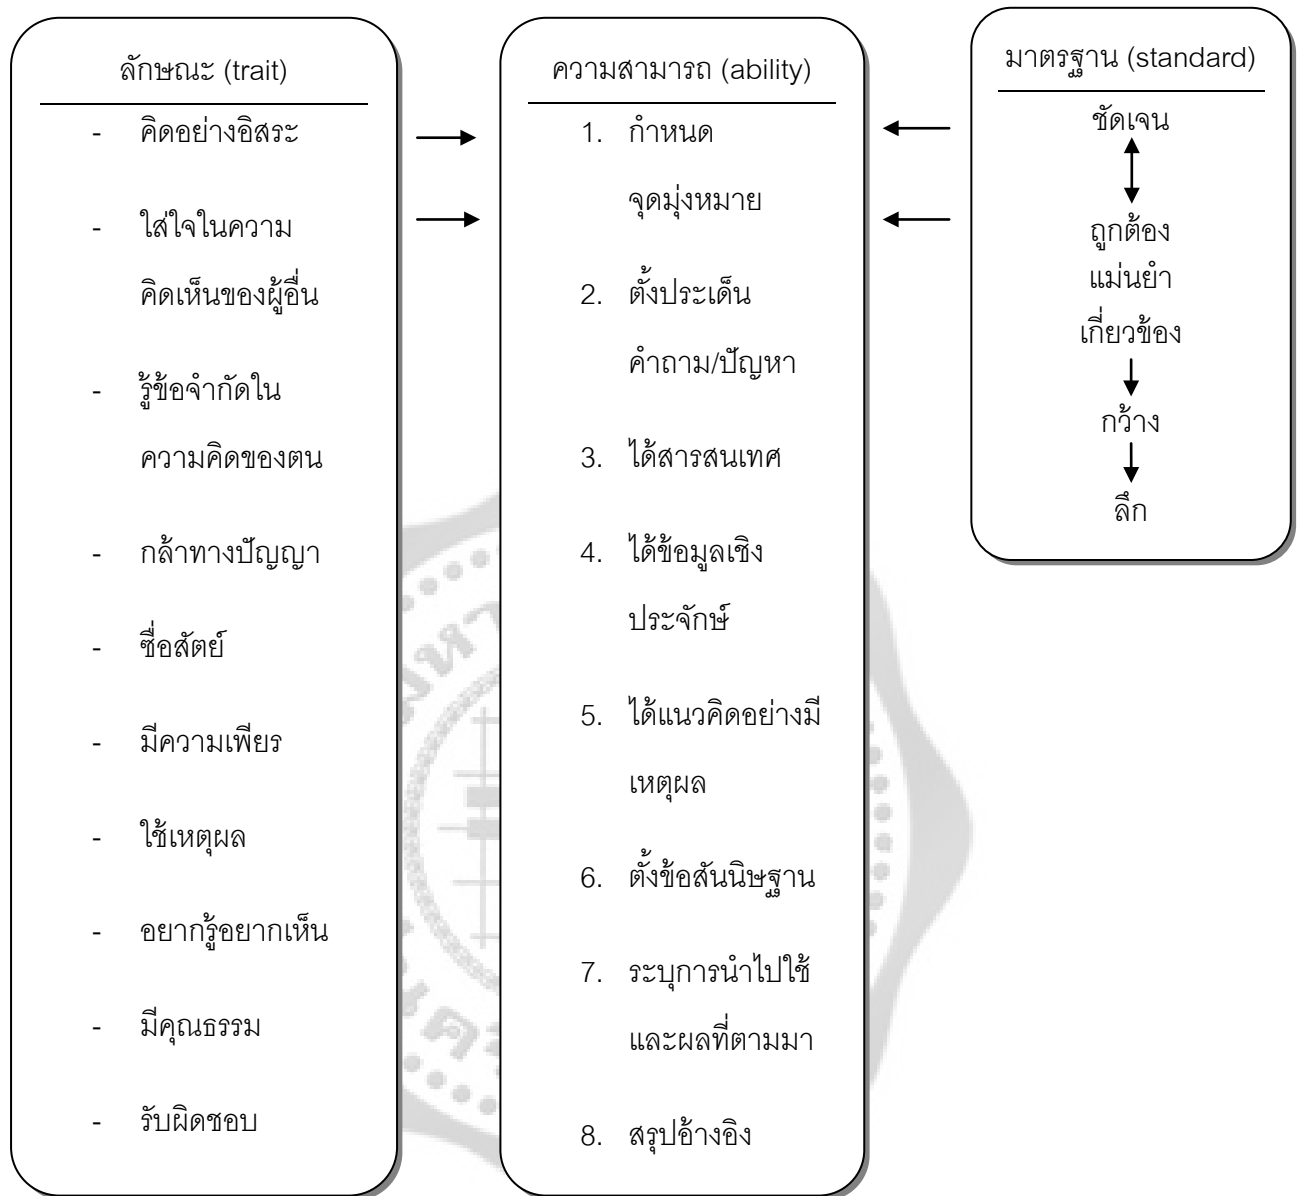 ลักษณะ (trait)
- คิดอย่างอิสระ
- ใส่ใจในความ
คิดเห็นของผู้อื่น
- รู้ข้อจำกัดใน
ความคิดของตน
- กล้าทางปัญญา
- ซื่อสัตย์
- มีความเพียร
- ใช้เหตุผล
- อยากรู้อยากเห็น
- มีคุณธรรม
- รับผิดชอบ
ความสามารถ (ability)
1. กำหนด
จุดมุ่งหมาย
2. ตั้งประเด็น
คำถาม/ปัญหา
3. ได้สารสนเทศ
4. ได้ข้อมูลเชิง
ประจักษ์
5. ได้แนวคิดอย่างมี
เหตุผล
6. ตั้งข้อสันนิษฐาน
7. ระบุการนำไปใช้
และผลที่ตามมา
8. สรุปอ้างอิง
มาตรฐาน (standard)
ชัดเจน
ถูกต้อง
แม่นยำ
เกี่ยวข้อง
กว้าง
ลึก